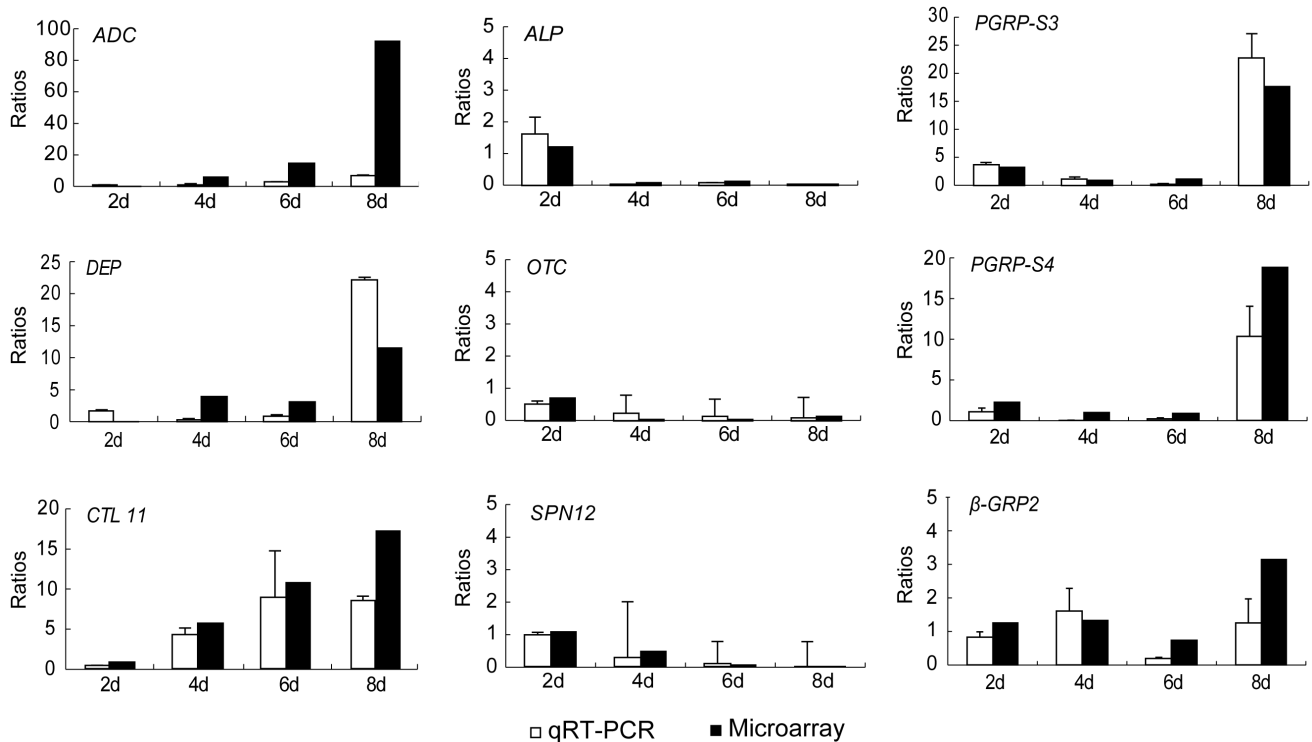 ADC
Ratios
100
80
60
40
20
0
2d 4d 6d 8d
ALP
Ratios
5
4
3
2
1
0
2d 4d 6d 8d
PGRP-S3
Ratios
30
25
20
15
10
5
0
2d 4d 6d 8d
DEP
Ratios
25
20
15
10
5
0
2d 4d 6d 8d
OTC
Ratios
5
4
3
2
1
0
2d 4d 6d 8d
PGRP-S4
Ratios
20
15
10
5
0
2d 4d 6d 8d
CTL 11
Ratios
20
15
10
5
0
2d 4d 6d 8d
SPN12
Ratios
5
4
3
2
1
0
2d 4d 6d 8d
β-GRP2
Ratios
5
4
3
2
1
0
2d 4d 6d 8d
qRT-PCR Microarray